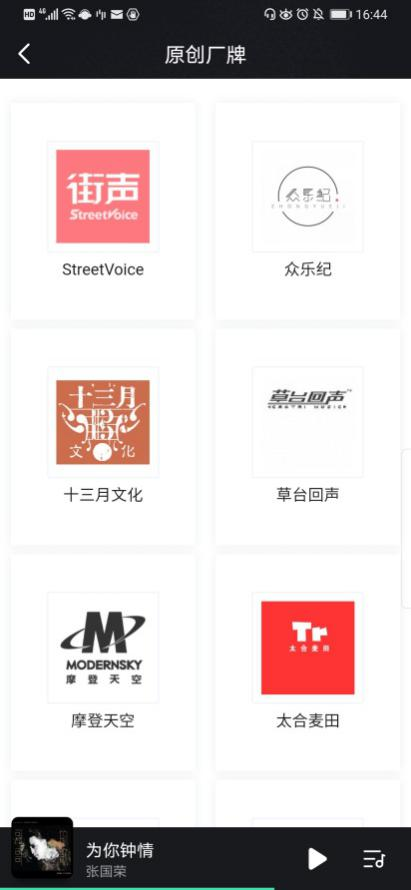 HD 4G 16:44
原创厂牌
街声
StreetVoice
StreetVoice
众乐纪
ZHONGYUEJI
众乐纪
十三月
文化
十三月文化
草台回声
草台回声
MODERNSKY
摩登天空
摩登天空
Tr
太合麦田
太合麦田
为你钟情
张国荣